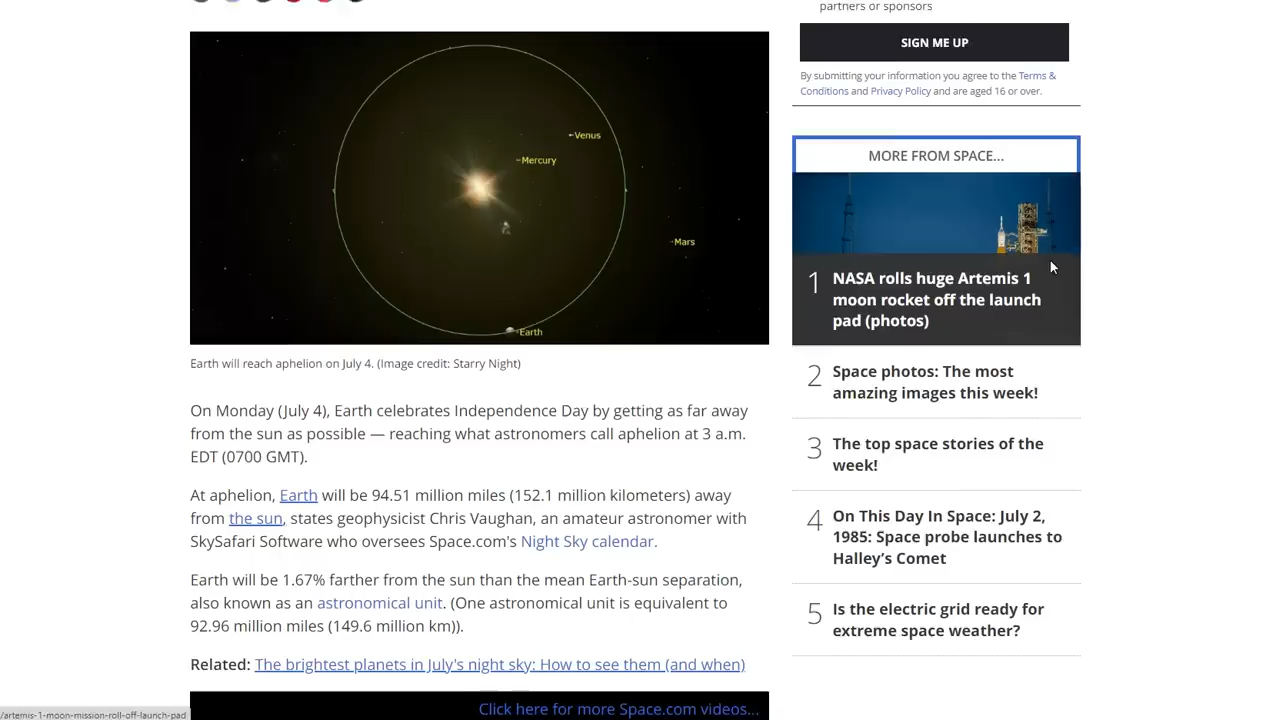 partners or sponsors
SIGN ME UP
By submitting your information you agree to the Terms &
Conditions and Privacy Policy and are aged 16 or over.
Venus
Mercury
Mars
Earth
Earth will reach aphelion on July 4. (Image credit: Starry Night)
On Monday (July 4), Earth celebrates Independence Day by getting as far away
from the sun as possible — reaching what astronomers call aphelion at 3 a.m.
EDT (0700 GMT).
At aphelion, Earth will be 94.51 million miles (152.1 million kilometers) away
from the sun, states geophysicist Chris Vaughan, an amateur astronomer with
SkySafari Software who oversees Space.com's Night Sky calendar.
Earth will be 1.67% farther from the sun than the mean Earth-sun separation,
also known as an astronomical unit. (One astronomical unit is equivalent to
92.96 million miles (149.6 million km)).
Related: The brightest planets in July's night sky: How to see them (and when)
Click here for more Space.com videos...
MORE FROM SPACE...
1 NASA rolls huge Artemis 1
moon rocket off the launch
pad (photos)
2 Space photos: The most
amazing images this week!
3 The top space stories of the
week!
4 On This Day In Space: July 2,
1985: Space probe launches to
Halley's Comet
5 Is the electric grid ready for
extreme space weather?
/artemis-1-moon-mission-roll-off-launch-pad